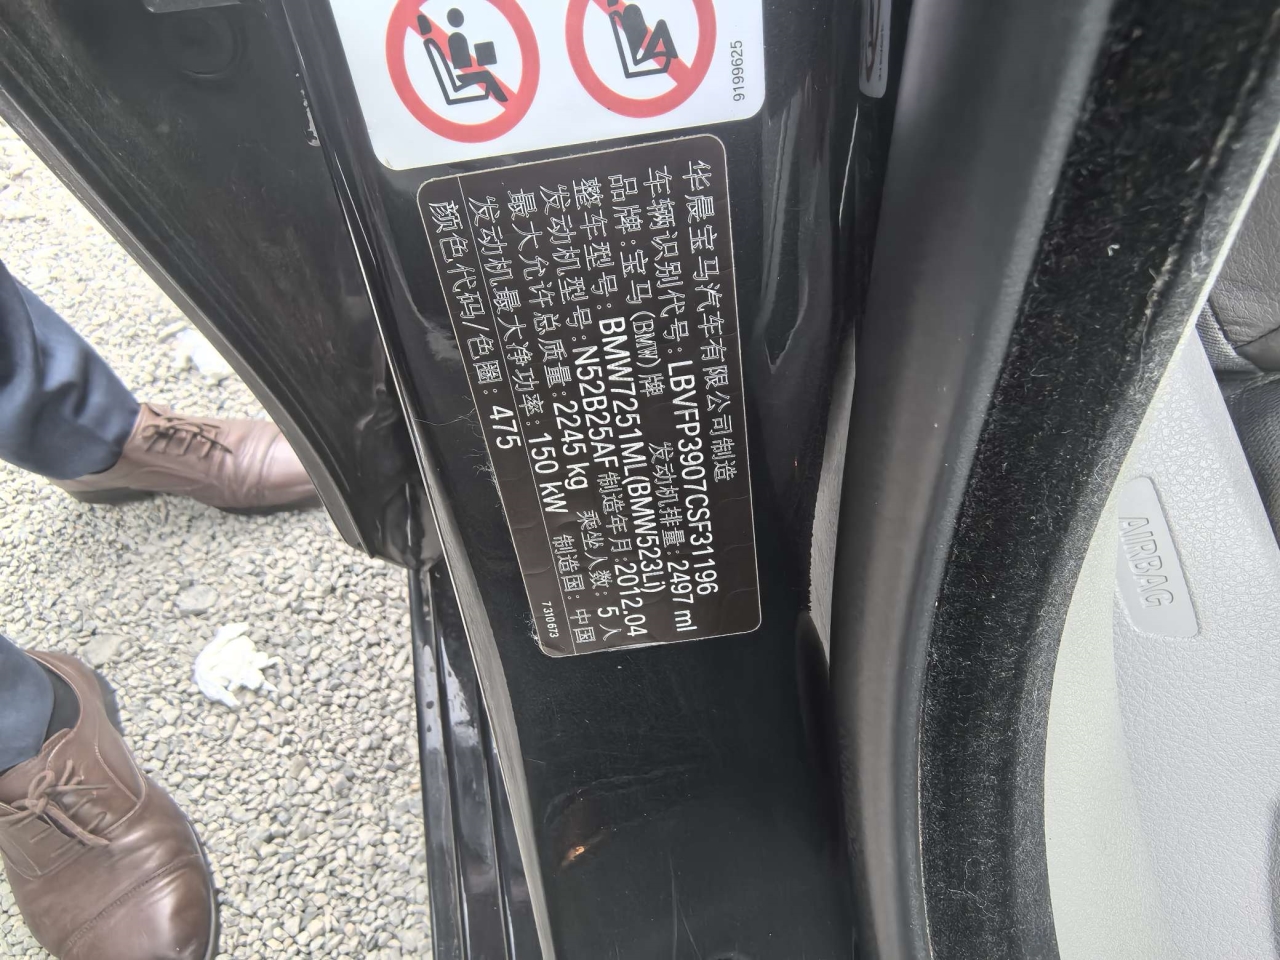 9199625
华晨宝马汽车有限公司制造
车辆识别代号: LBVFP3907CSF31196
品牌: 宝马(BMW)牌 发动机排量: 2497 ml
整车型号: BMW7251ML(BMW523Li)
发动机型号: N52B25AF 制造年月: 2012.04
最大允许总质量: 2245 kg 乘坐人数: 5 人
发动机最大净功率: 150 kW 制造国: 中国
颜色代码/色圈: 475 7310673
AIRBAG